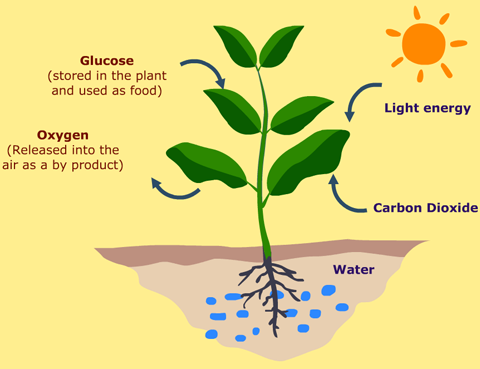 Glucose
(stored in the plant
and used as food)
Light energy
Oxygen
(Released into the
air as a by product)
Carbon Dioxide
Water